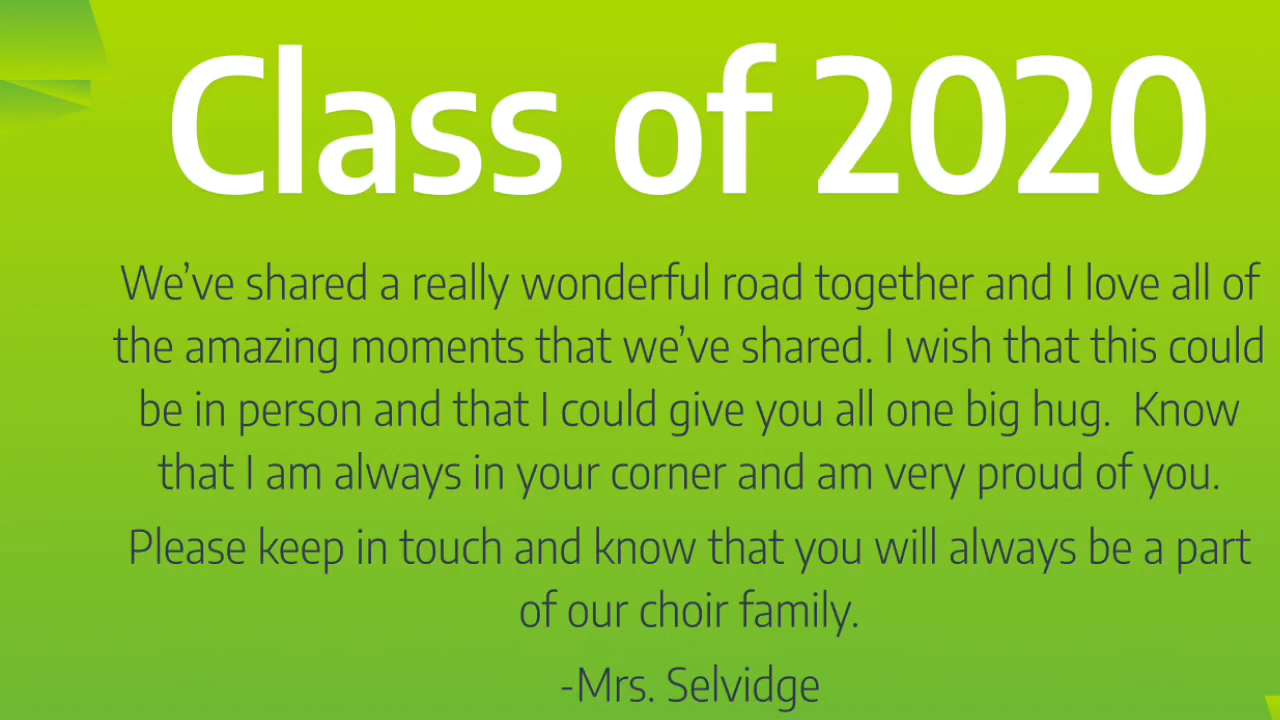 Class of 2020
We’ve shared a really wonderful road together and I love all of
the amazing moments that we’ve shared. I wish that this could
be in person and that I could give you all one big hug.  Know
that I am always in your corner and am very proud of you.
Please keep in touch and know that you will always be a part
of our choir family.
-Mrs. Selvidge